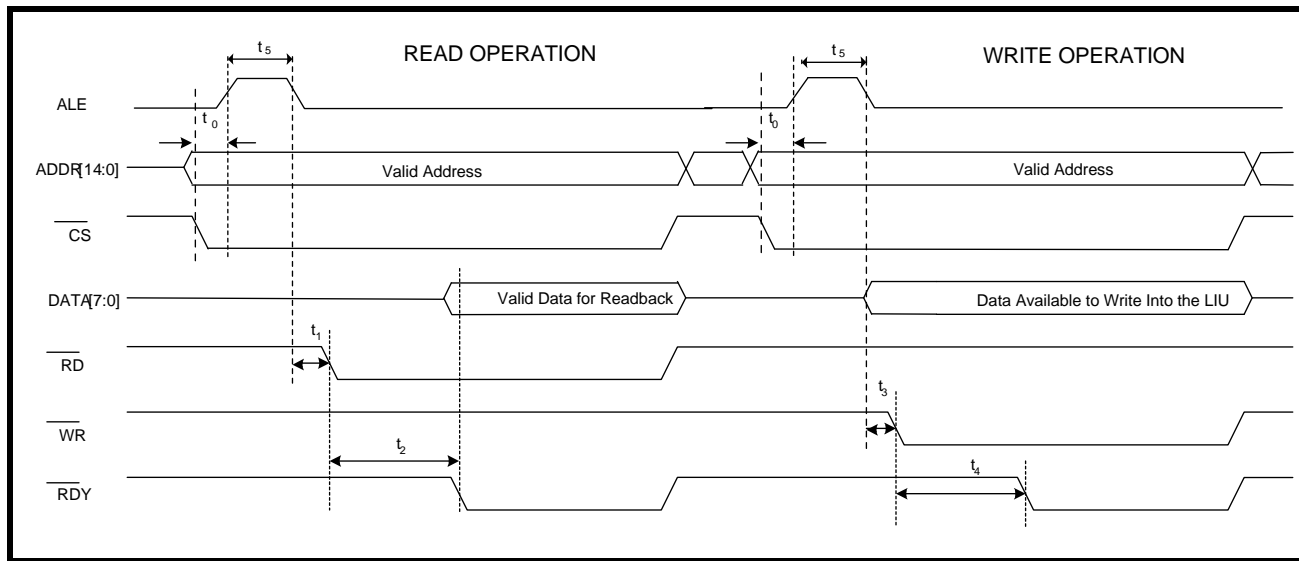 READ OPERATION
WRITE OPERATION
t5
t5
ALE
t0
t0
ADDR[14:0]
Valid Address
Valid Address
CS
DATA[7:0]
Valid Data for Readback
Data Available to Write Into the LIU
t1
RD
t3
WR
t2
t4
RDY